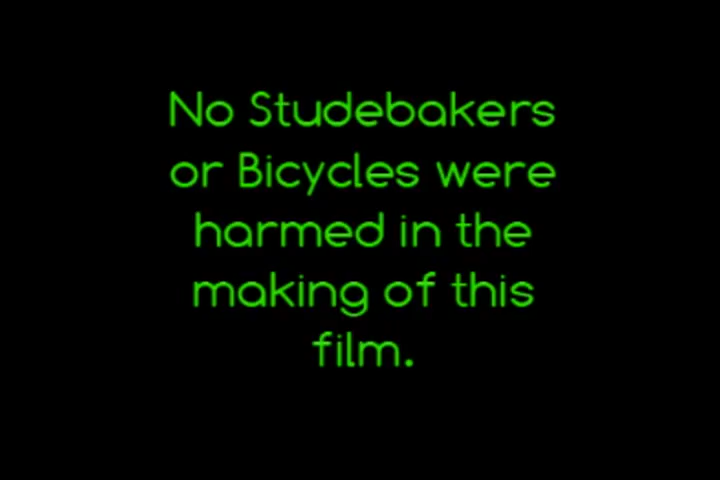 No Studebakers
or Bicycles were
harmed in the
making of this
film.